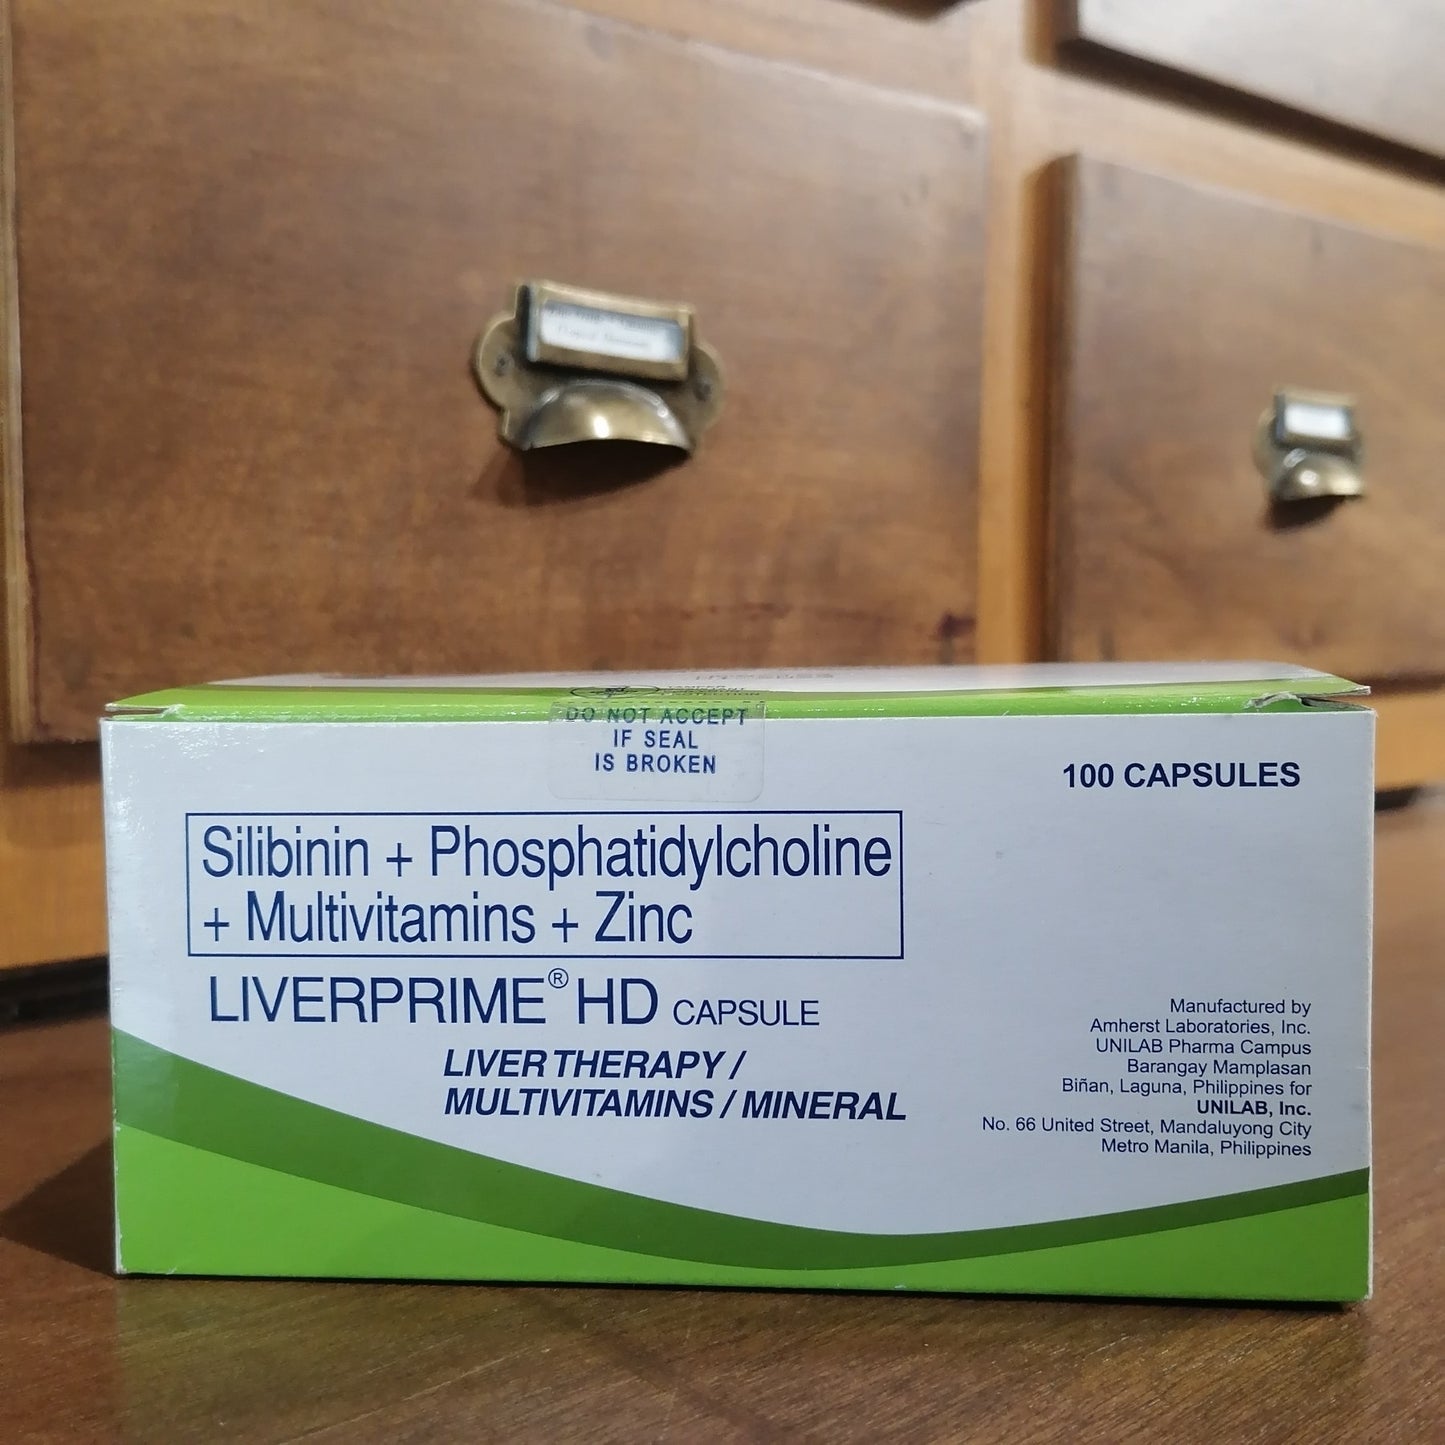 DO NOT ACCEPT
IF SEAL
IS BROKEN
100 CAPSULES
Silibinin + Phosphatidylcholine
+ Multivitamins + Zinc
LIVERPRIME® HD CAPSULE
LIVER THERAPY /
MULTIVITAMINS / MINERAL
Manufactured by
Amherst Laboratories, Inc.
UNILAB Pharma Campus
Barangay Mamplasan
Biñan, Laguna, Philippines for
UNILAB, Inc.
No. 66 United Street, Mandaluyong City
Metro Manila, Philippines